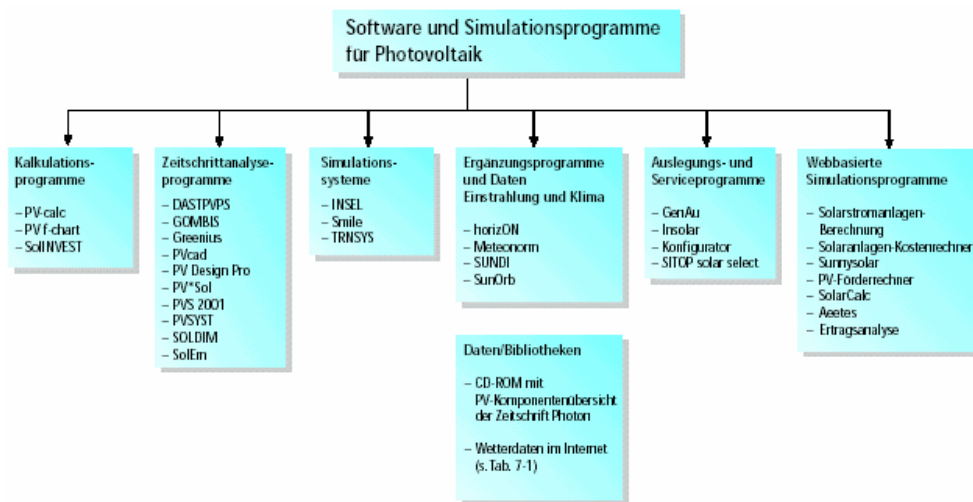 Software und Simulationsprogramme
für Photovoltaik
Kalkulations-
programme
– PV-calc
– PV f-chart
– SolINVEST
Zeitschrittanalyse-
programme
– DASTPVPS
– GOMBIS
– Greenius
– PVcad
– PV Design Pro
– PV*Sol
– PVS 2001
– PVSYST
– SOLDIM
– SolEm
Simulations-
systeme
– INSEL
– Smile
– TRNSYS
Ergänzungsprogramme
und Daten
Einstrahlung und Klima
– horizON
– Meteonorm
– SUNDI
– SunOrb
Daten/Bibliotheken
– CD-ROM mit
PV-Komponentenübersicht
der Zeitschrift Photon
– Wetterdaten im Internet
(s. Tab. 7-1)
Auslegungs- und
Serviceprogramme
– GenAu
– Insolar
– Konfigurator
– SITOP solar select
Webbasierte
Simulationsprogramme
– Solarstromanlagen-
Berechnung
– Solaranlagen-Kostenrechner
– Sunnysolar
– PV-Förderrechner
– SolarCalc
– Aeetes
– Ertragsanalyse